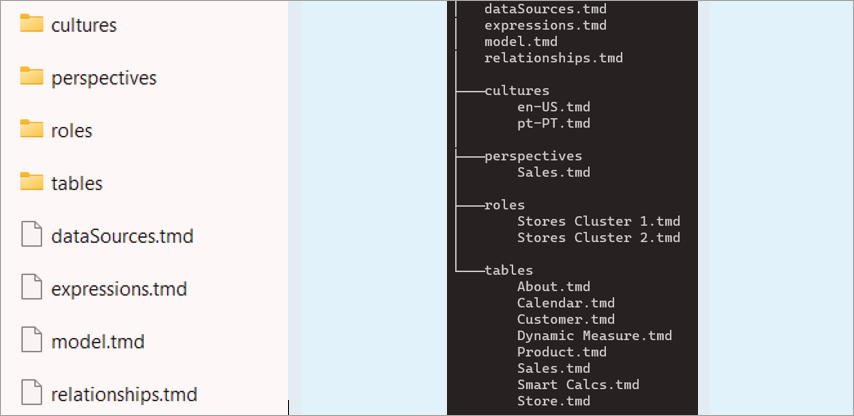 cultures
perspectives
roles
tables
dataSources.tmd
expressions.tmd
model.tmd
relationships.tmd
dataSources.tmd
expressions.tmd
model.tmd
relationships.tmd
cultures
en-US.tmd
pt-PT.tmd
perspectives
Sales.tmd
roles
Stores Cluster 1.tmd
Stores Cluster 2.tmd
tables
About.tmd
Calendar.tmd
Customer.tmd
Dynamic Measure.tmd
Product.tmd
Sales.tmd
Smart Calcs.tmd
Store.tmd